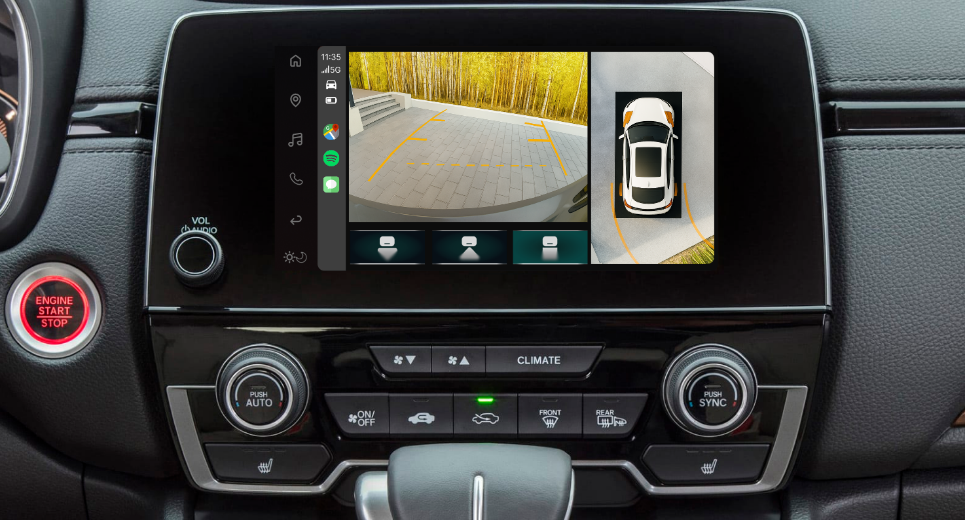 11:35
5G
VOL
AUDIO
ENGINE
START
STOP
CLIMATE
PUSH
AUTO
ON/
OFF
FRONT
REAR
PUSH
SYNC